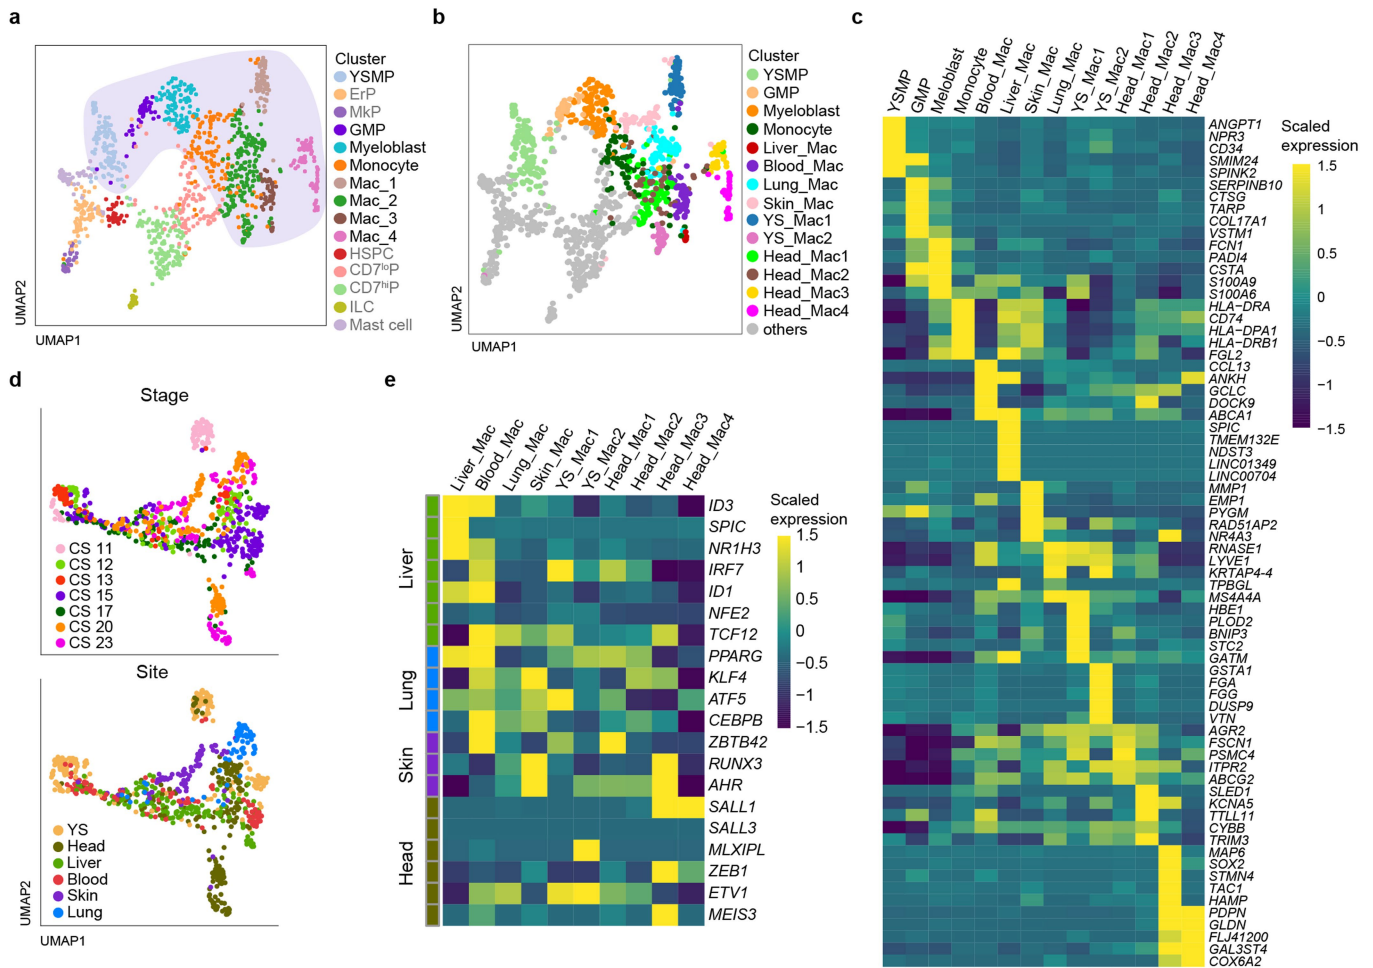 a
Cluster
YSMP
ErP
MkP
GMP
Myeloblast
Monocyte
Mac_1
Mac_2
Mac_3
Mac_4
HSPC
CD7loP
CD7hiP
ILC
Mast cell
UMAP2
UMAP1
b
Cluster
YSMP
GMP
Myeloblast
Monocyte
Liver_Mac
Blood_Mac
Lung_Mac
Skin_Mac
YS_Mac1
YS_Mac2
Head_Mac1
Head_Mac2
Head_Mac3
Head_Mac4
others
UMAP2
UMAP1
c
YSMP
GMP
Meloblast
Monocyte
Blood_Mac
Liver_Mac
Skin_Mac
Lung_Mac
YS_Mac1
YS_Mac2
Head_Mac1
Head_Mac2
Head_Mac3
Head_Mac4
ANGPT1
NPR3
CD34
SMIM24
SPINK2
SERPINB10
CTSG
TARP
COL17A1
VSTM1
FCN1
PADI4
CSTA
S100A9
S100A6
HLA−DRA
CD74
HLA−DPA1
HLA−DRB1
FGL2
CCL13
ANKH
GCLC
DOCK9
ABCA1
SPIC
TMEM132E
NDST3
LINC01349
LINC00704
MMP1
EMP1
PYGM
RAD51AP2
NR4A3
RNASE1
LYVE1
KRTAP4-4
TPBGL
MS4A4A
HBE1
PLOD2
BNIP3
STC2
GATM
GSTA1
FGA
FGG
DUSP9
VTN
AGR2
FSCN1
PSMC4
ITPR2
ABCG2
SLED1
KCNA5
TTLL11
CYBB
TRIM3
MAP6
SOX2
STMN4
TAC1
HAMP
PDPN
GLDN
FLJ41200
GAL3ST4
COX6A2
Scaled
expression
1.5
1
0.5
0
−0.5
−1
−1.5
d
Stage
CS 11
CS 12
CS 13
CS 15
CS 17
CS 20
CS 23
Site
YS
Head
Liver
Blood
Skin
Lung
UMAP2
UMAP1
e
Liver_Mac
Blood_Mac
Lung_Mac
Skin_Mac
YS_Mac1
YS_Mac2
Head_Mac1
Head_Mac2
Head_Mac3
Head_Mac4
Liver
Lung
Skin
Head
ID3
SPIC
NR1H3
IRF7
ID1
NFE2
TCF12
PPARG
KLF4
ATF5
CEBPB
ZBTB42
RUNX3
AHR
SALL1
SALL3
MLXIPL
ZEB1
ETV1
MEIS3
Scaled
expression
1.5
1
0.5
0
−0.5
−1
−1.5